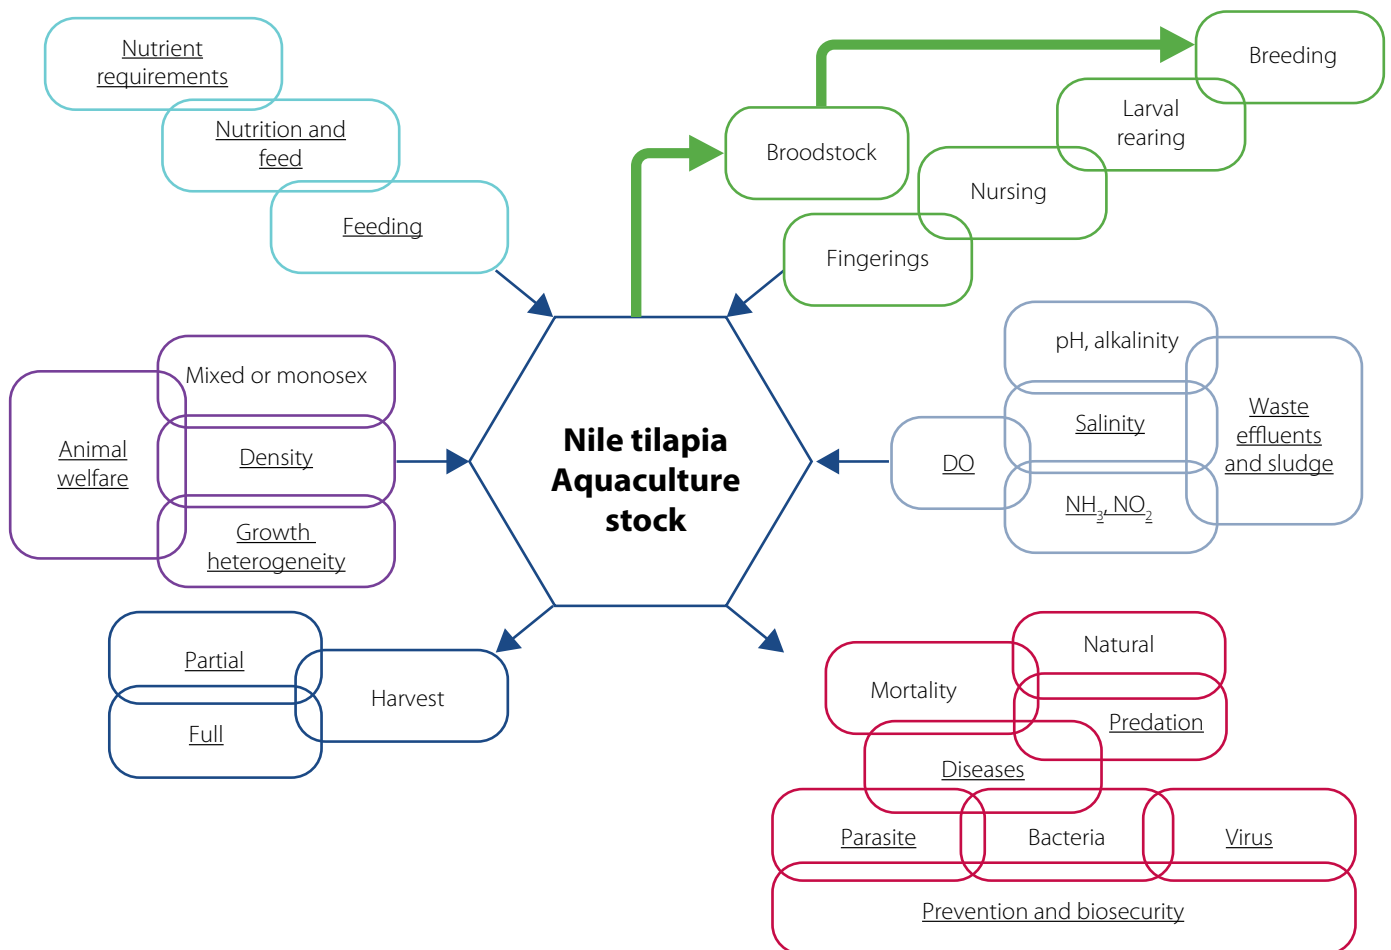 Nutrient
requirements
Nutrition and
feed
Feeding
Breeding
Larval
rearing
Broodstock
Nursing
Fingerings
Mixed or monosex
Animal
welfare
Density
Growth
heterogeneity
Nile tilapia
Aquaculture
stock
pH, alkalinity
Salinity
DO
NH₃, NO₂
Waste
effluents
and sludge
Partial
Full
Harvest
Mortality
Natural
Predation
Diseases
Parasite
Bacteria
Virus
Prevention and biosecurity